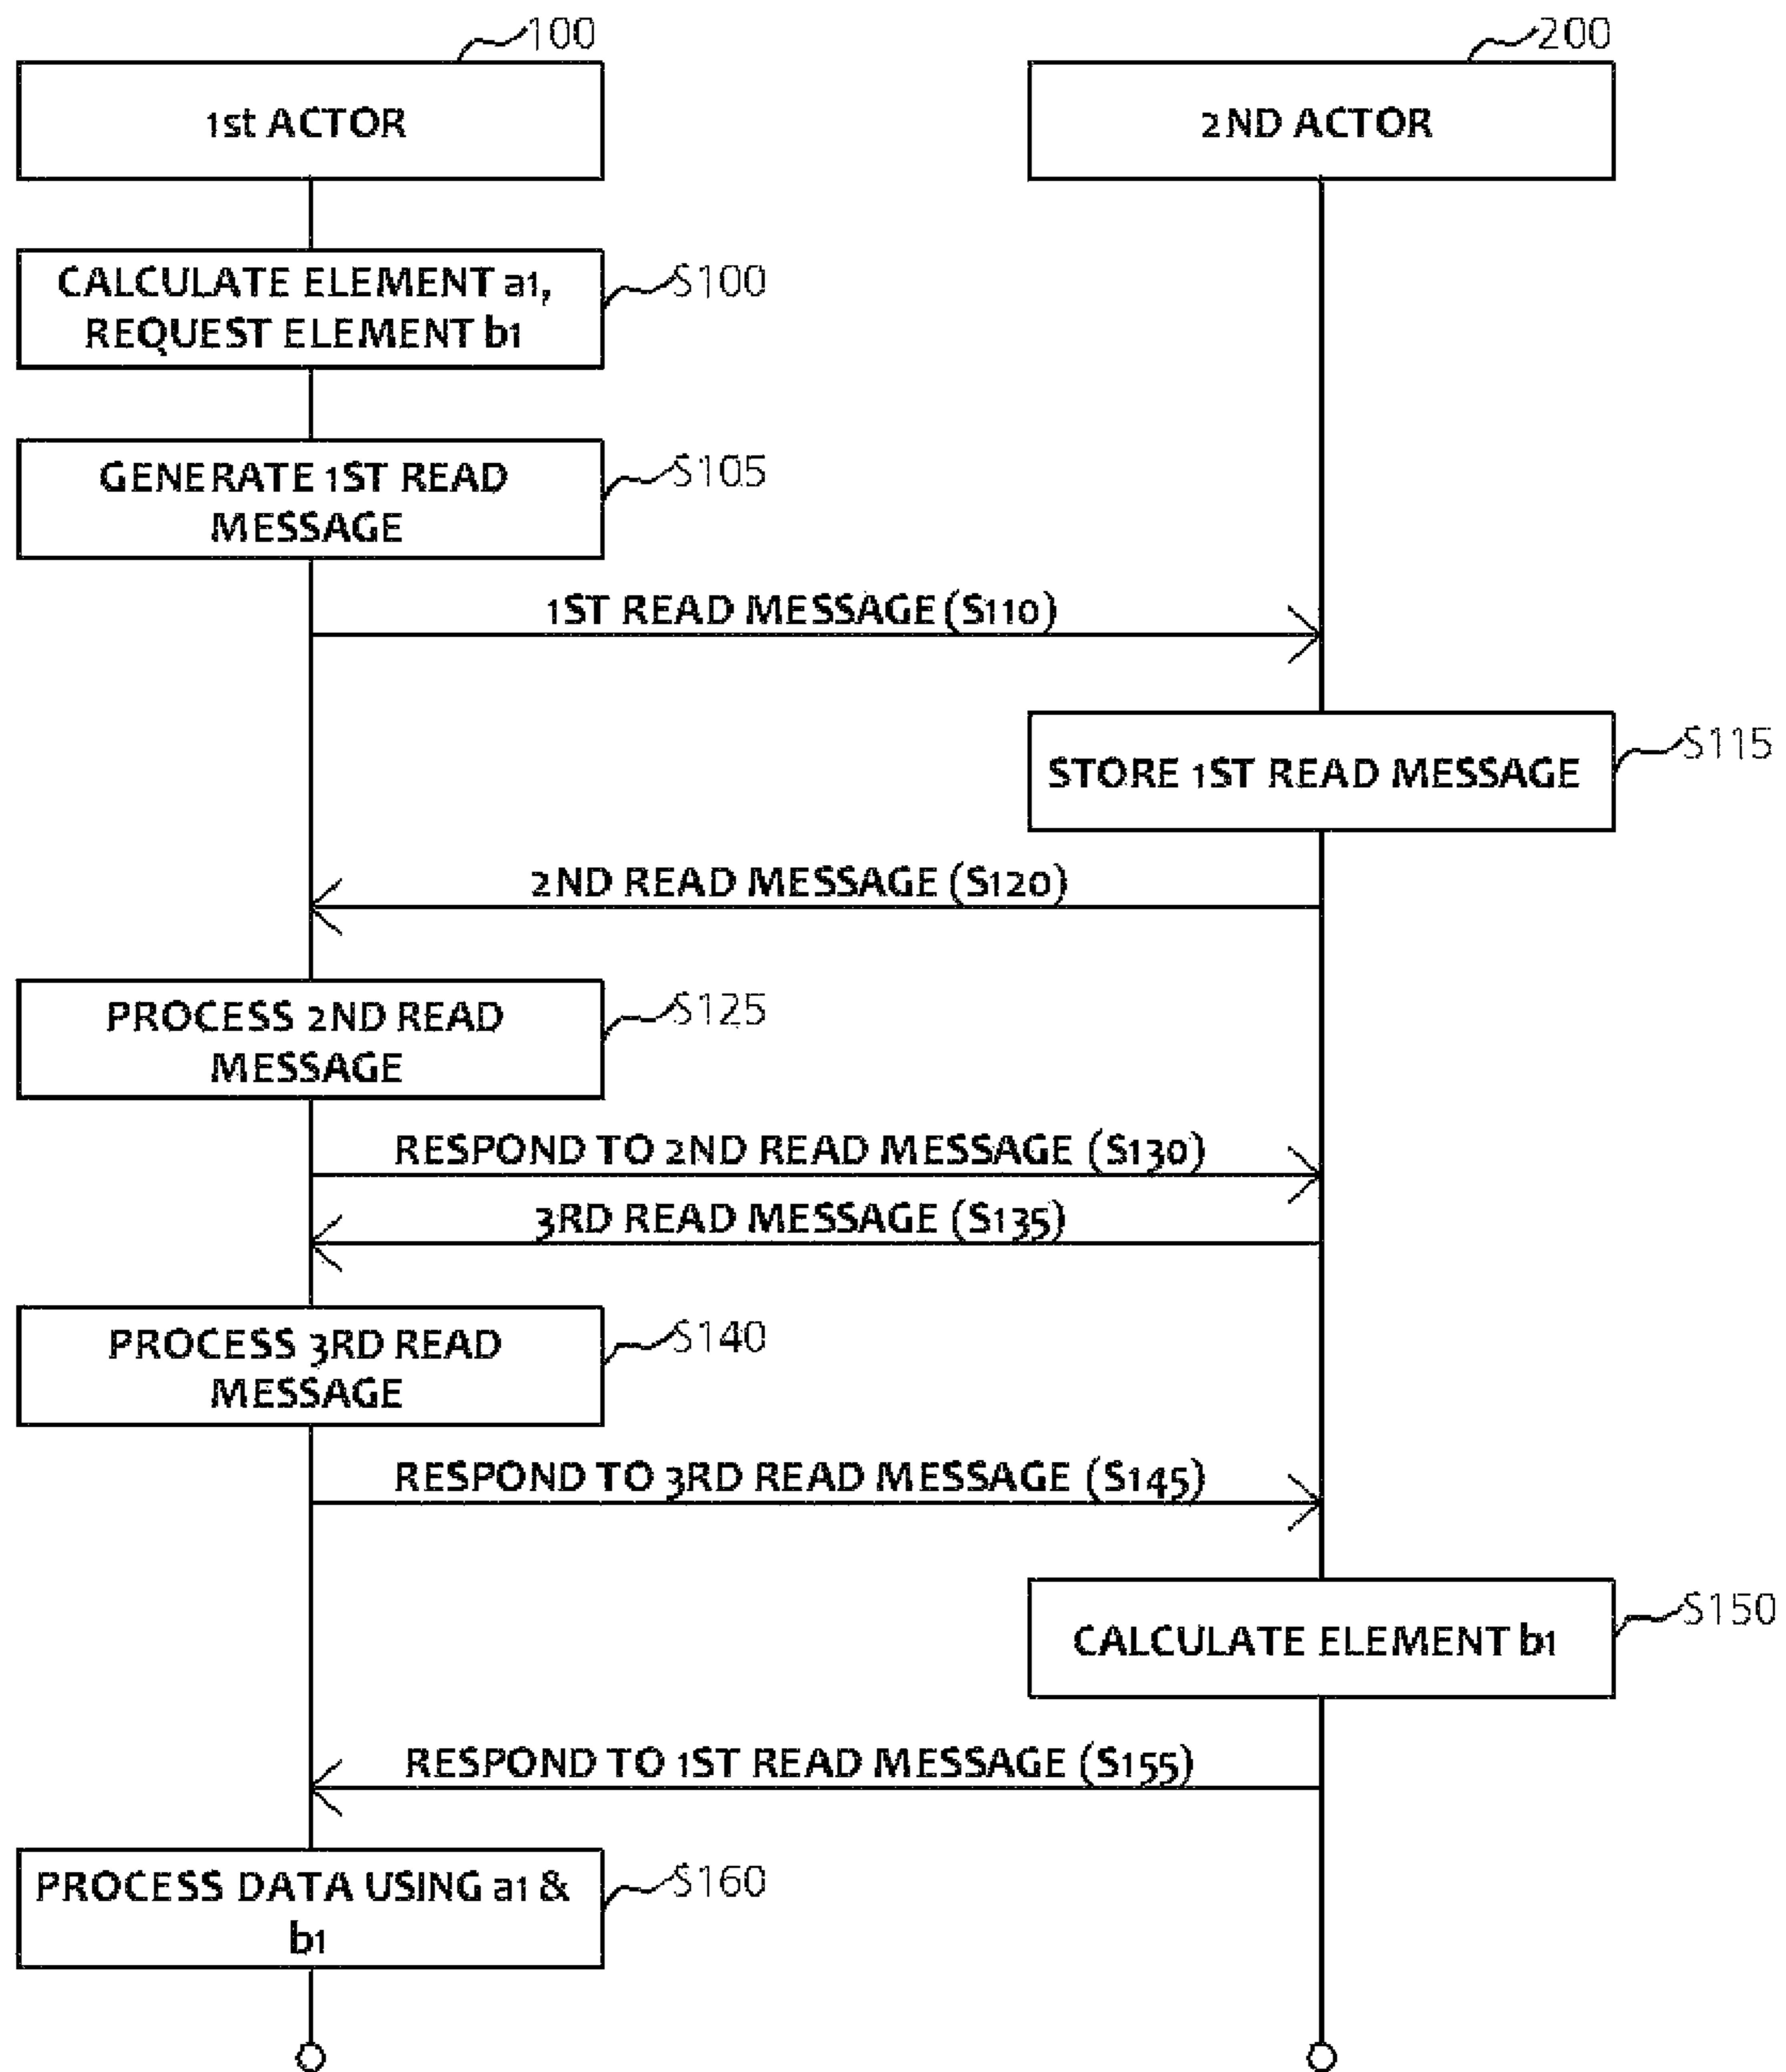 100
200
1st ACTOR
2ND ACTOR
CALCULATE ELEMENT a1,
REQUEST ELEMENT b1
S100
GENERATE 1ST READ
MESSAGE
S105
1ST READ MESSAGE (S110)
STORE 1ST READ MESSAGE
S115
2ND READ MESSAGE (S120)
PROCESS 2ND READ
MESSAGE
S125
RESPOND TO 2ND READ MESSAGE (S130)
3RD READ MESSAGE (S135)
PROCESS 3RD READ
MESSAGE
S140
RESPOND TO 3RD READ MESSAGE (S145)
CALCULATE ELEMENT b1
S150
RESPOND TO 1ST READ MESSAGE (S155)
PROCESS DATA USING a1 &
b1
S160